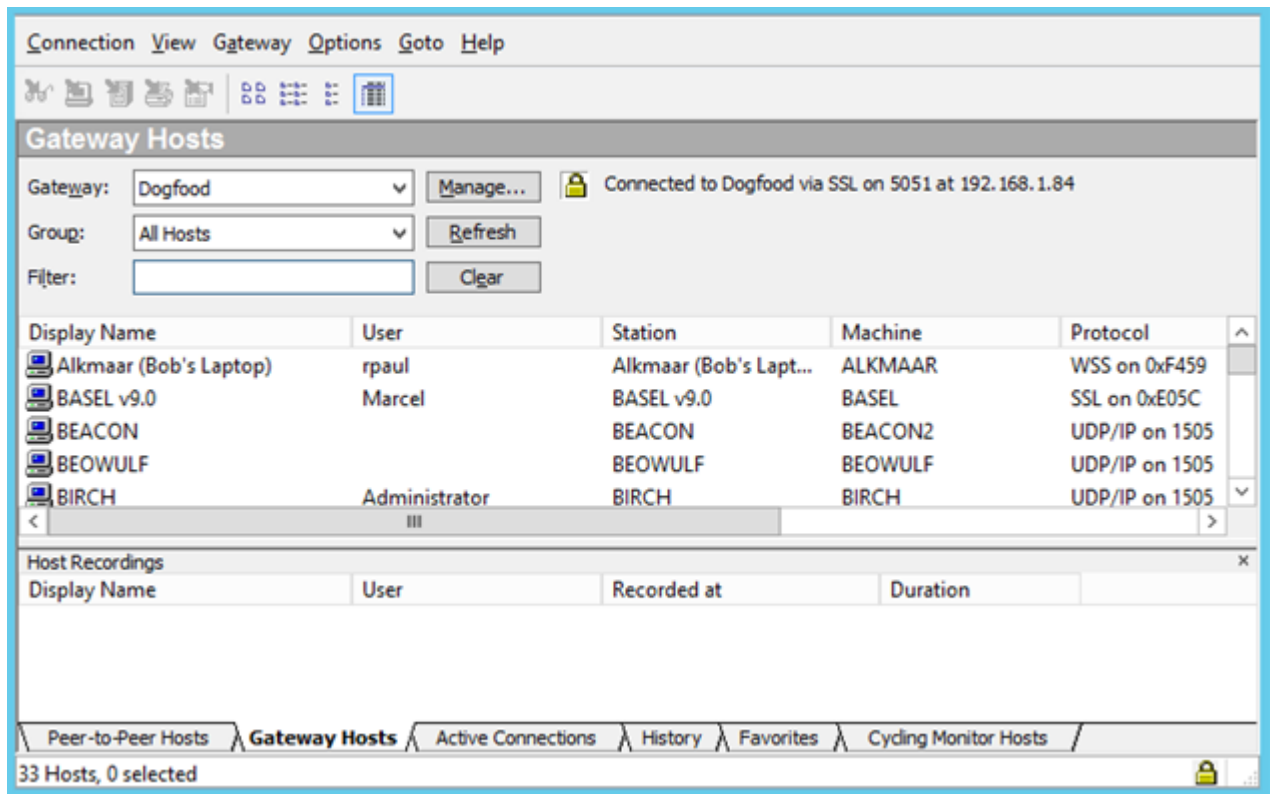 Connection View Gateway Options Goto Help
Gateway Hosts
Gateway: Dogfood Manage... Connected to Dogfood via SSL on 5051 at 192.168.1.84
Group: All Hosts Refresh
Filter: Clear
Display Name User Station Machine Protocol
Alkmaar (Bob's Laptop) rpaul Alkmaar (Bob's Lapt... ALKMAAR WSS on 0xF459
BASEL v9.0 Marcel BASEL v9.0 BASEL SSL on 0xE05C
BEACON BEACON BEACON2 UDP/IP on 1505
BEOWULF BEOWULF BEOWULF UDP/IP on 1505
BIRCH Administrator BIRCH BIRCH UDP/IP on 1505
Host Recordings
Display Name User Recorded at Duration
Peer-to-Peer Hosts Gateway Hosts Active Connections History Favorites Cycling Monitor Hosts
33 Hosts, 0 selected